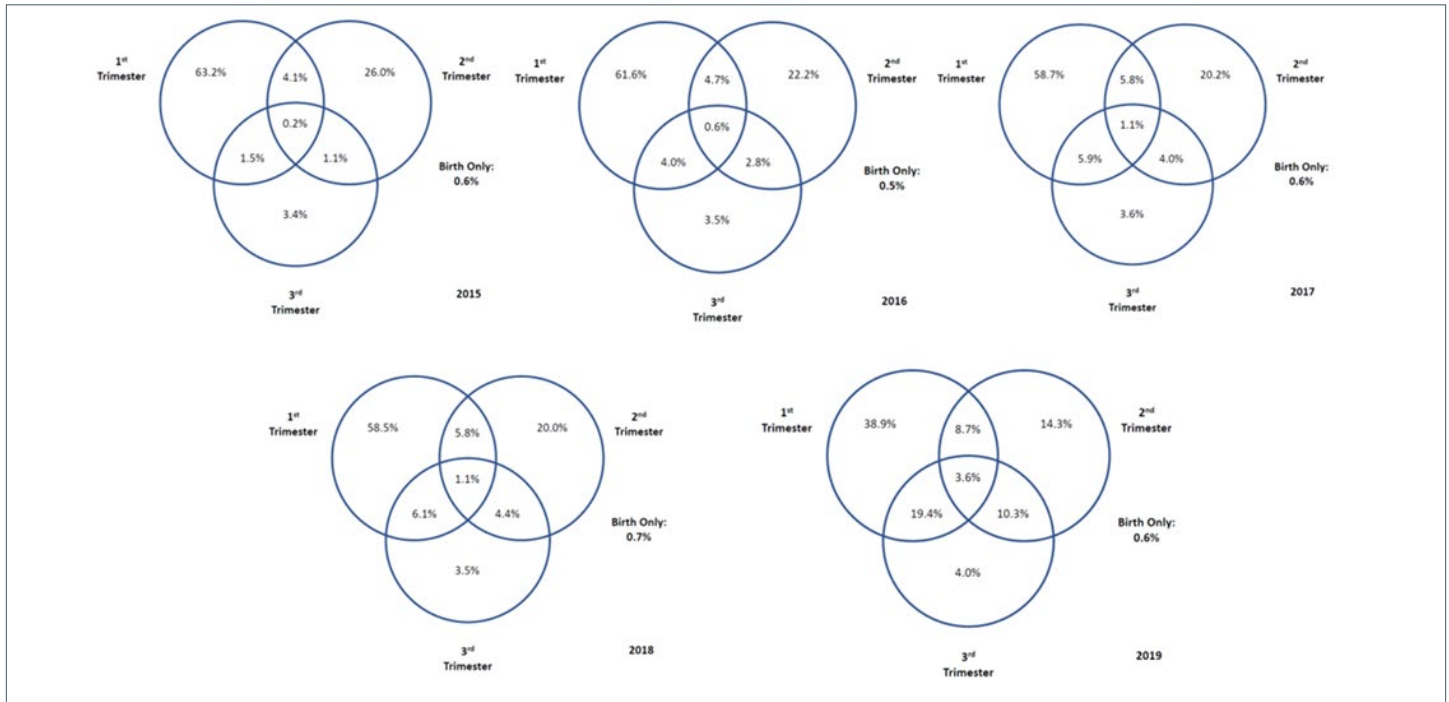 1st
Trimester
63.2%
4.1%
26.0%
2nd
Trimester
0.2%
1.5%
1.1%
Birth Only:
0.6%
3.4%
3rd
Trimester
2015
1st
Trimester
61.6%
4.7%
22.2%
2nd
Trimester
0.6%
4.0%
2.8%
Birth Only:
0.5%
3.5%
3rd
Trimester
2016
1st
Trimester
58.7%
5.8%
20.2%
2nd
Trimester
1.1%
5.9%
4.0%
Birth Only:
0.6%
3.6%
3rd
Trimester
2017
1st
Trimester
58.5%
5.8%
20.0%
2nd
Trimester
1.1%
6.1%
4.4%
Birth Only:
0.7%
3.5%
3rd
Trimester
2018
1st
Trimester
38.9%
8.7%
14.3%
2nd
Trimester
3.6%
19.4%
10.3%
Birth Only:
0.6%
4.0%
3rd
Trimester
2019